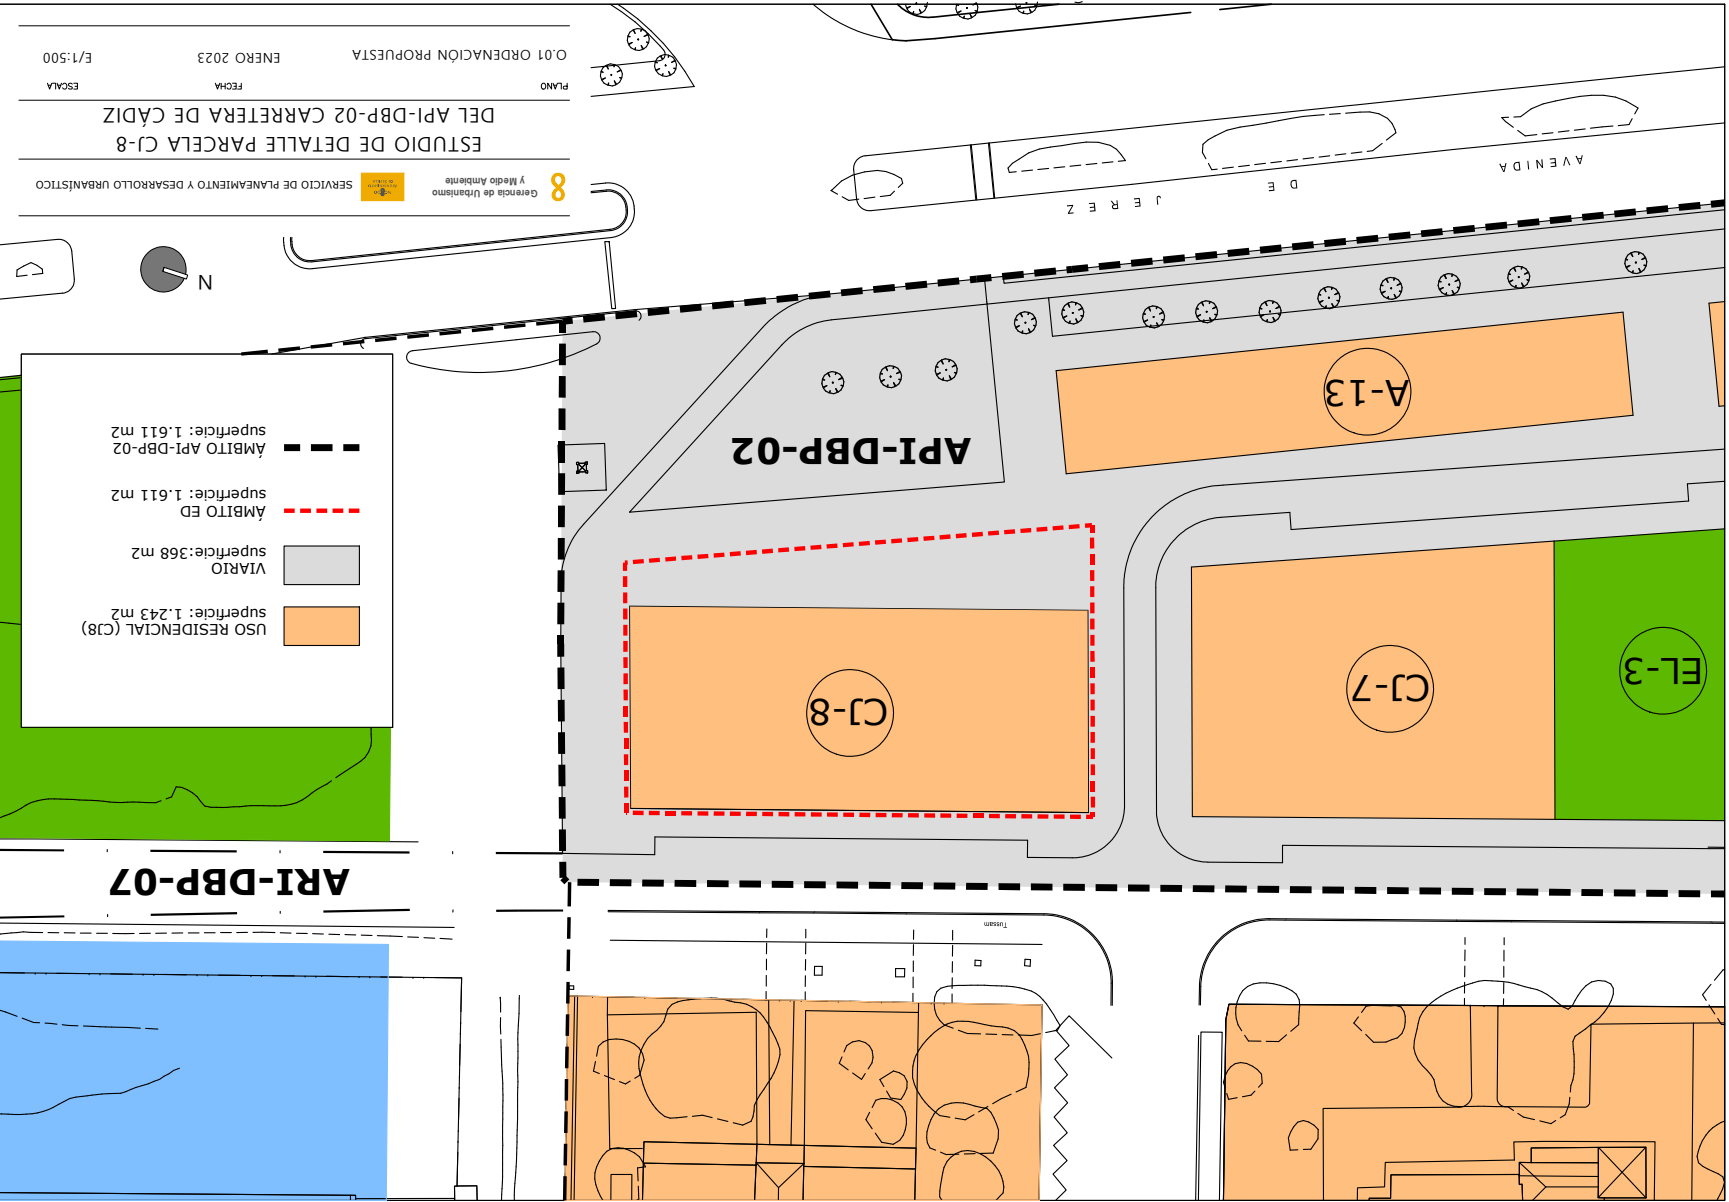 USO RESIDENCIAL (CJ8)
superficie: 1.243 m2
VIARIO
superficie:368 m2
ÁMBITO ED
superficie: 1.611 m2
ÁMBITO API-DBP-02
superficie: 1.611 m2
Tussam
ARI-DBP-07
EL-3
CJ-7
CJ-8
API-DBP-02
A-13
N
AVENIDA
DE
JEREZ
Gerencia de Urbanismo
y Medio Ambiente
SERVICIO DE PLANEAMIENTO Y DESARROLLO URBANÍSTICO
ESTUDIO DE DETALLE PARCELA CJ-8
DEL API-DBP-02 CARRETERA DE CÁDIZ
PLANO
FECHA
ESCALA
O.01 ORDENACIÓN PROPUESTA
ENERO 2023
E/1:500